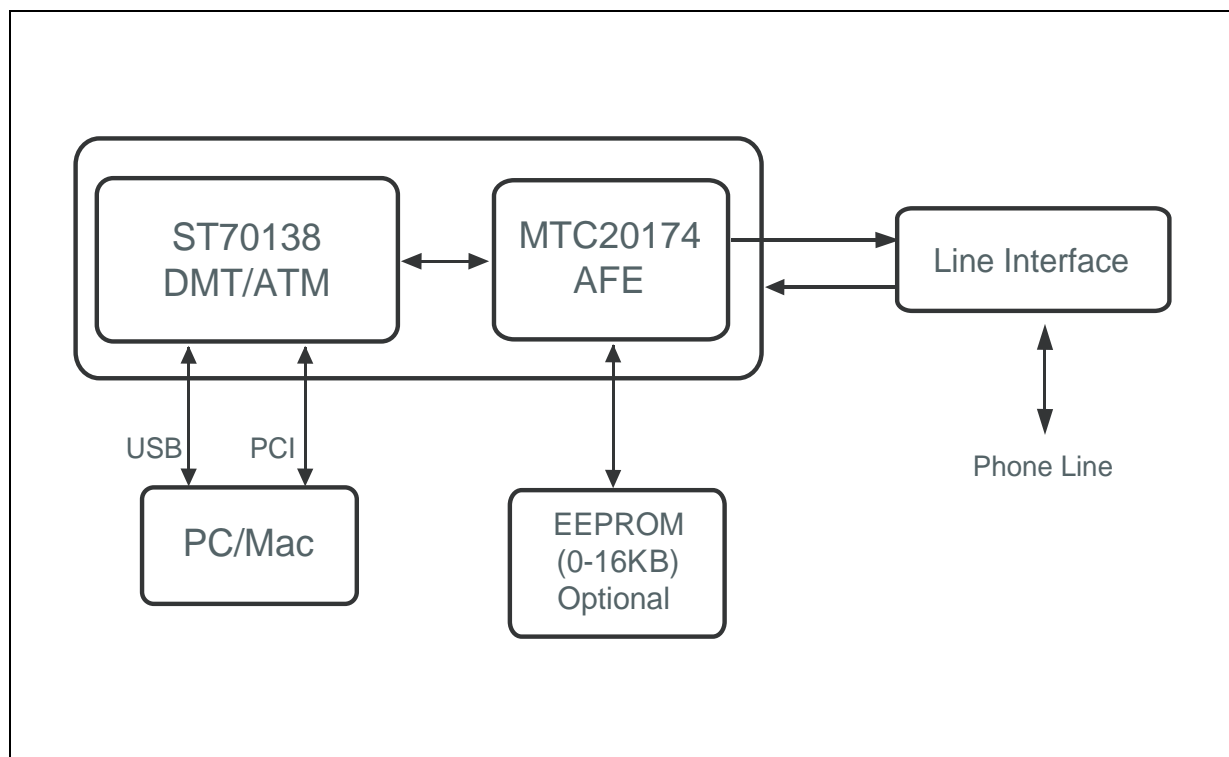 ST70138
DMT/ATM
MTC20174
AFE
Line Interface
USB
PCI
Phone Line
PC/Mac
EEPROM
(0-16KB)
Optional